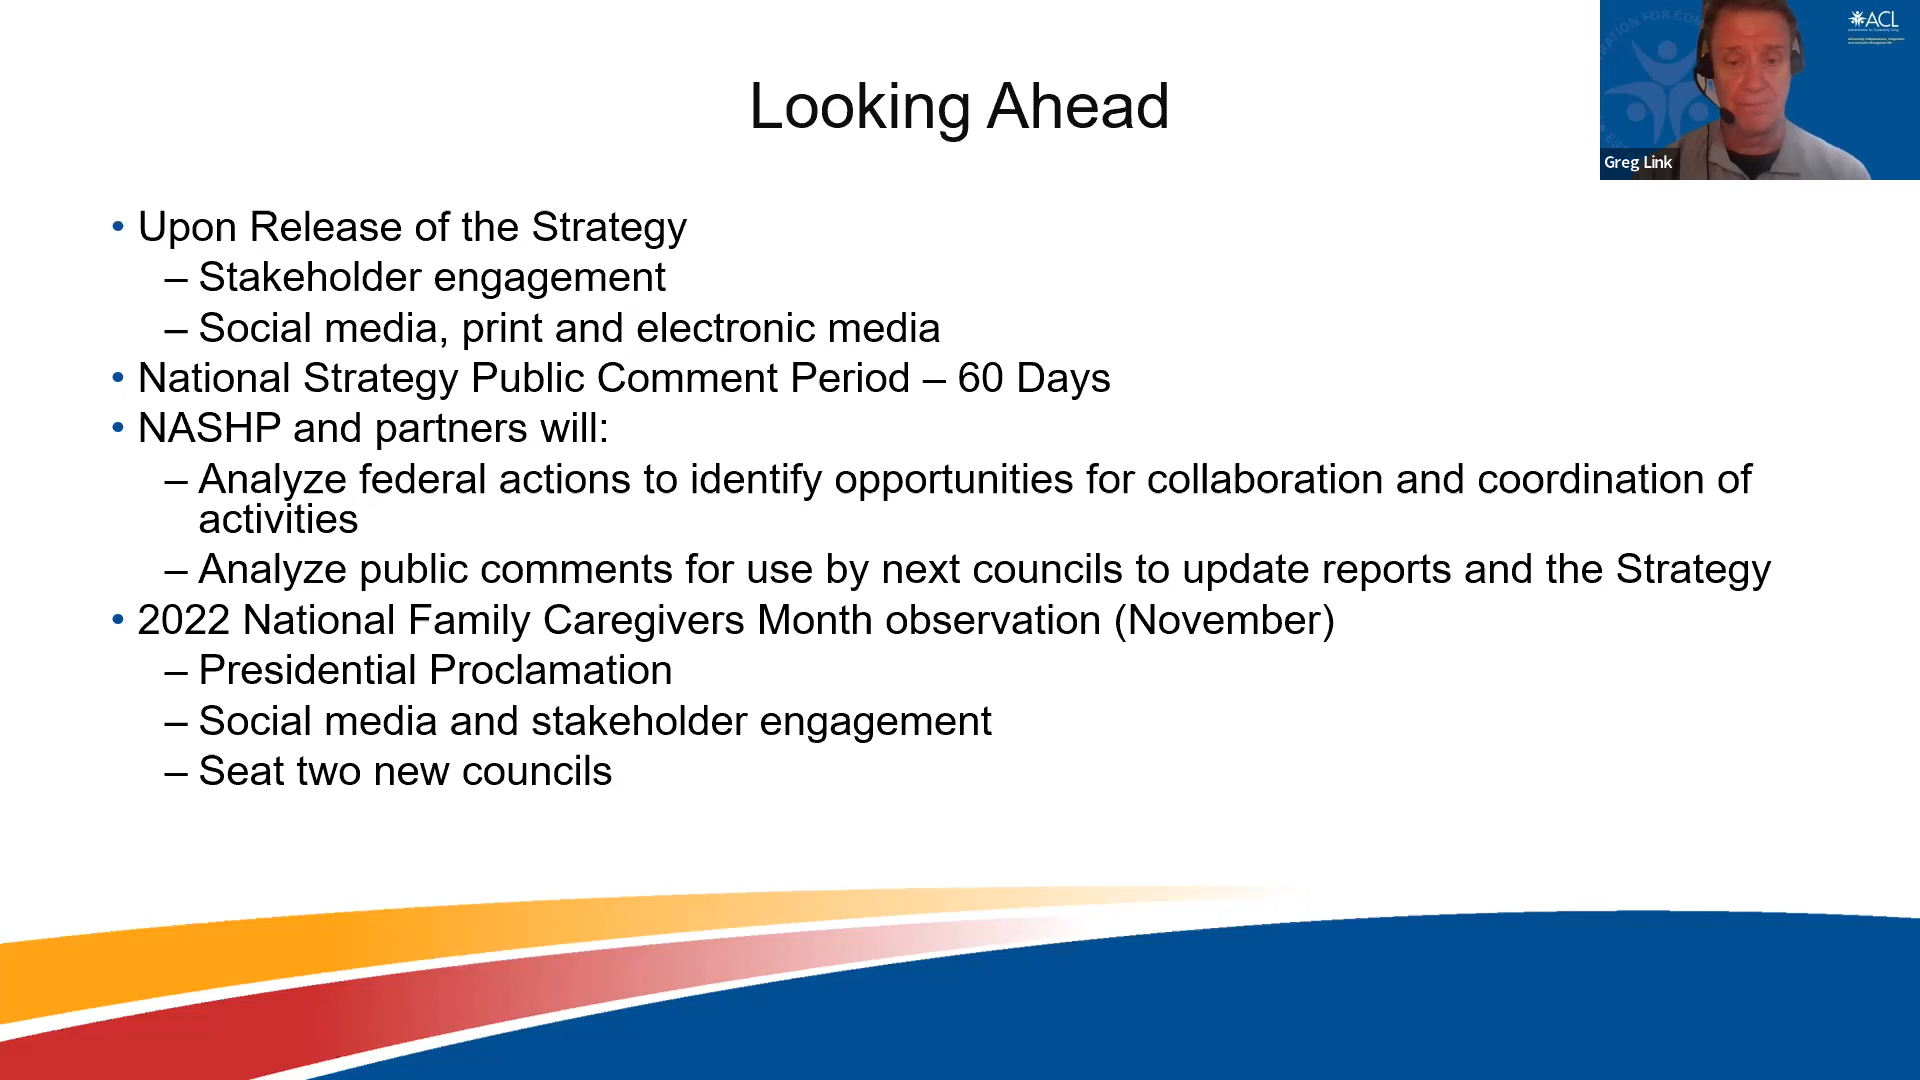 Looking Ahead
• Upon Release of the Strategy
– Stakeholder engagement
– Social media, print and electronic media
• National Strategy Public Comment Period – 60 Days
• NASHP and partners will:
– Analyze federal actions to identify opportunities for collaboration and coordination of
activities
– Analyze public comments for use by next councils to update reports and the Strategy
• 2022 National Family Caregivers Month observation (November)
– Presidential Proclamation
– Social media and stakeholder engagement
– Seat two new councils
ACL
Greg Link